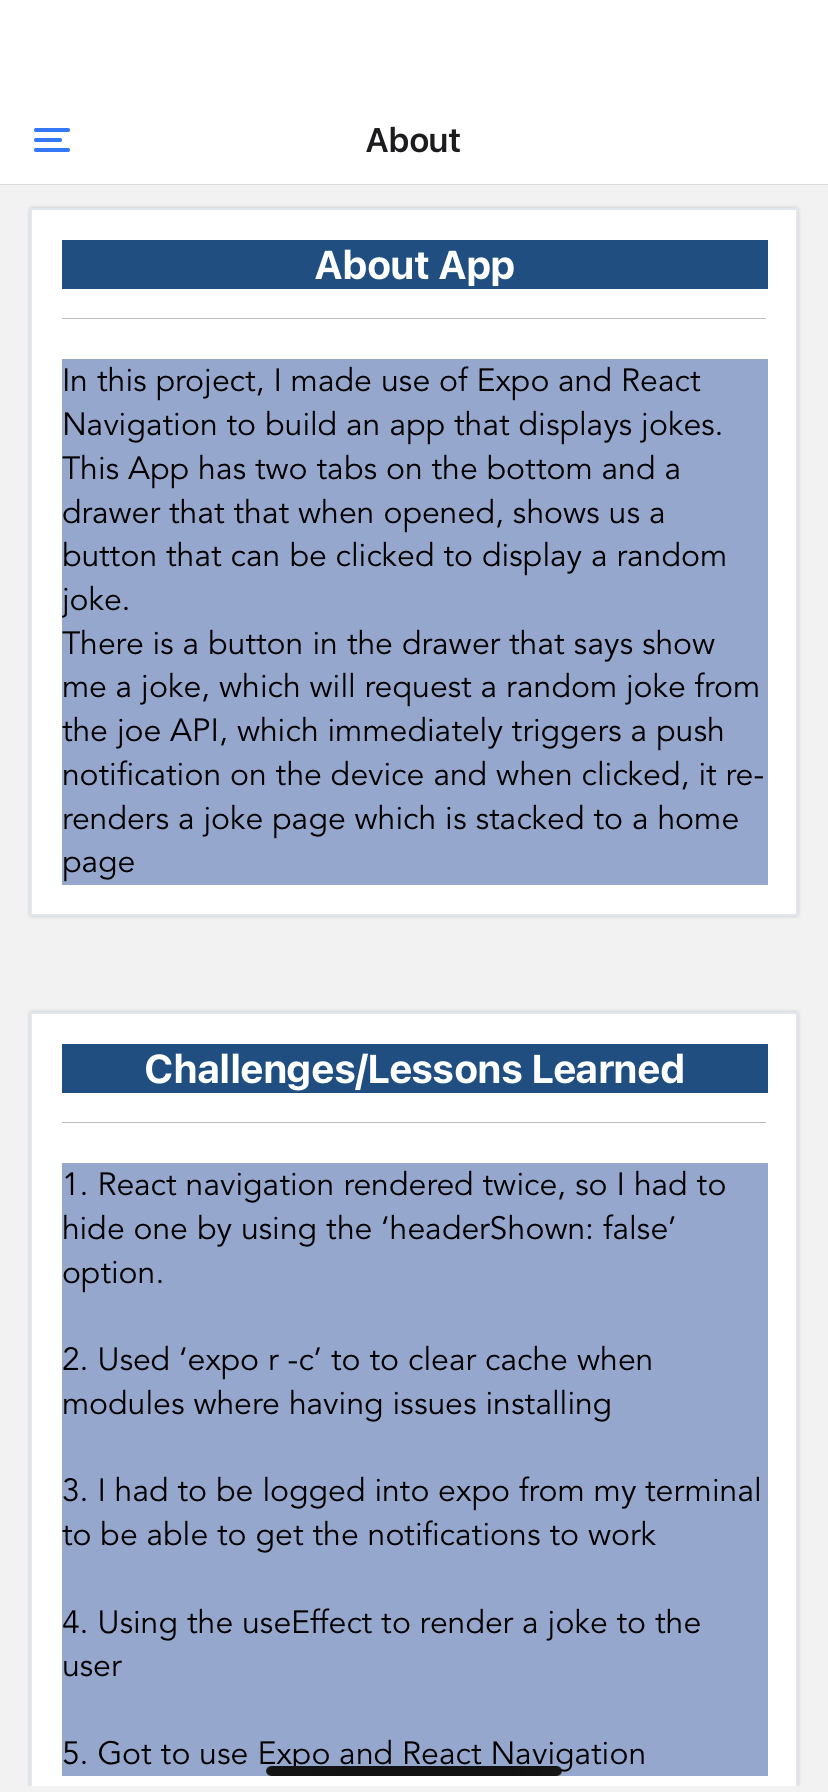 About
About App
In this project, I made use of Expo and React
Navigation to build an app that displays jokes.
This App has two tabs on the bottom and a
drawer that that when opened, shows us a
button that can be clicked to display a random
joke.
There is a button in the drawer that says show
me a joke, which will request a random joke from
the joe API, which immediately triggers a push
notification on the device and when clicked, it re-
renders a joke page which is stacked to a home
page
Challenges/Lessons Learned
1. React navigation rendered twice, so I had to
hide one by using the ‘headerShown: false’
option.
2. Used ‘expo r -c’ to to clear cache when
modules where having issues installing
3. I had to be logged into expo from my terminal
to be able to get the notifications to work
4. Using the useEffect to render a joke to the
user
5. Got to use Expo and React Navigation